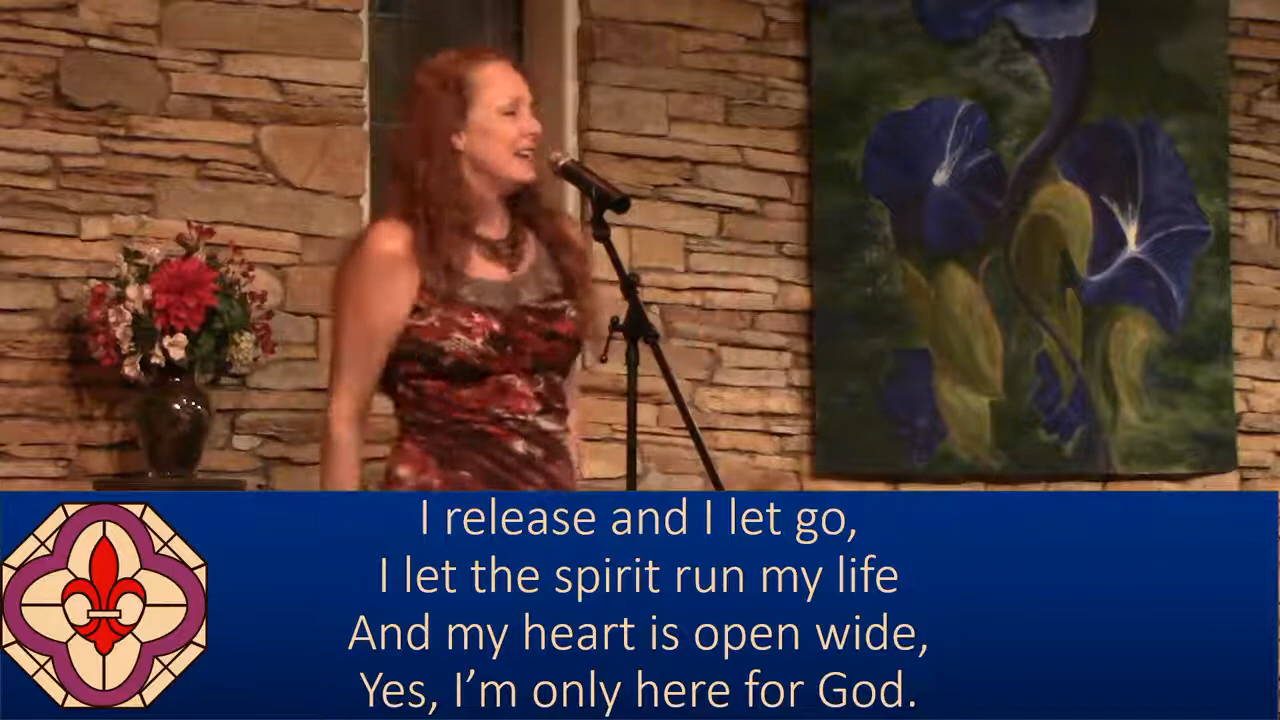 I release and I let go,
I let the spirit run my life
And my heart is open wide,
Yes, I’m only here for God.